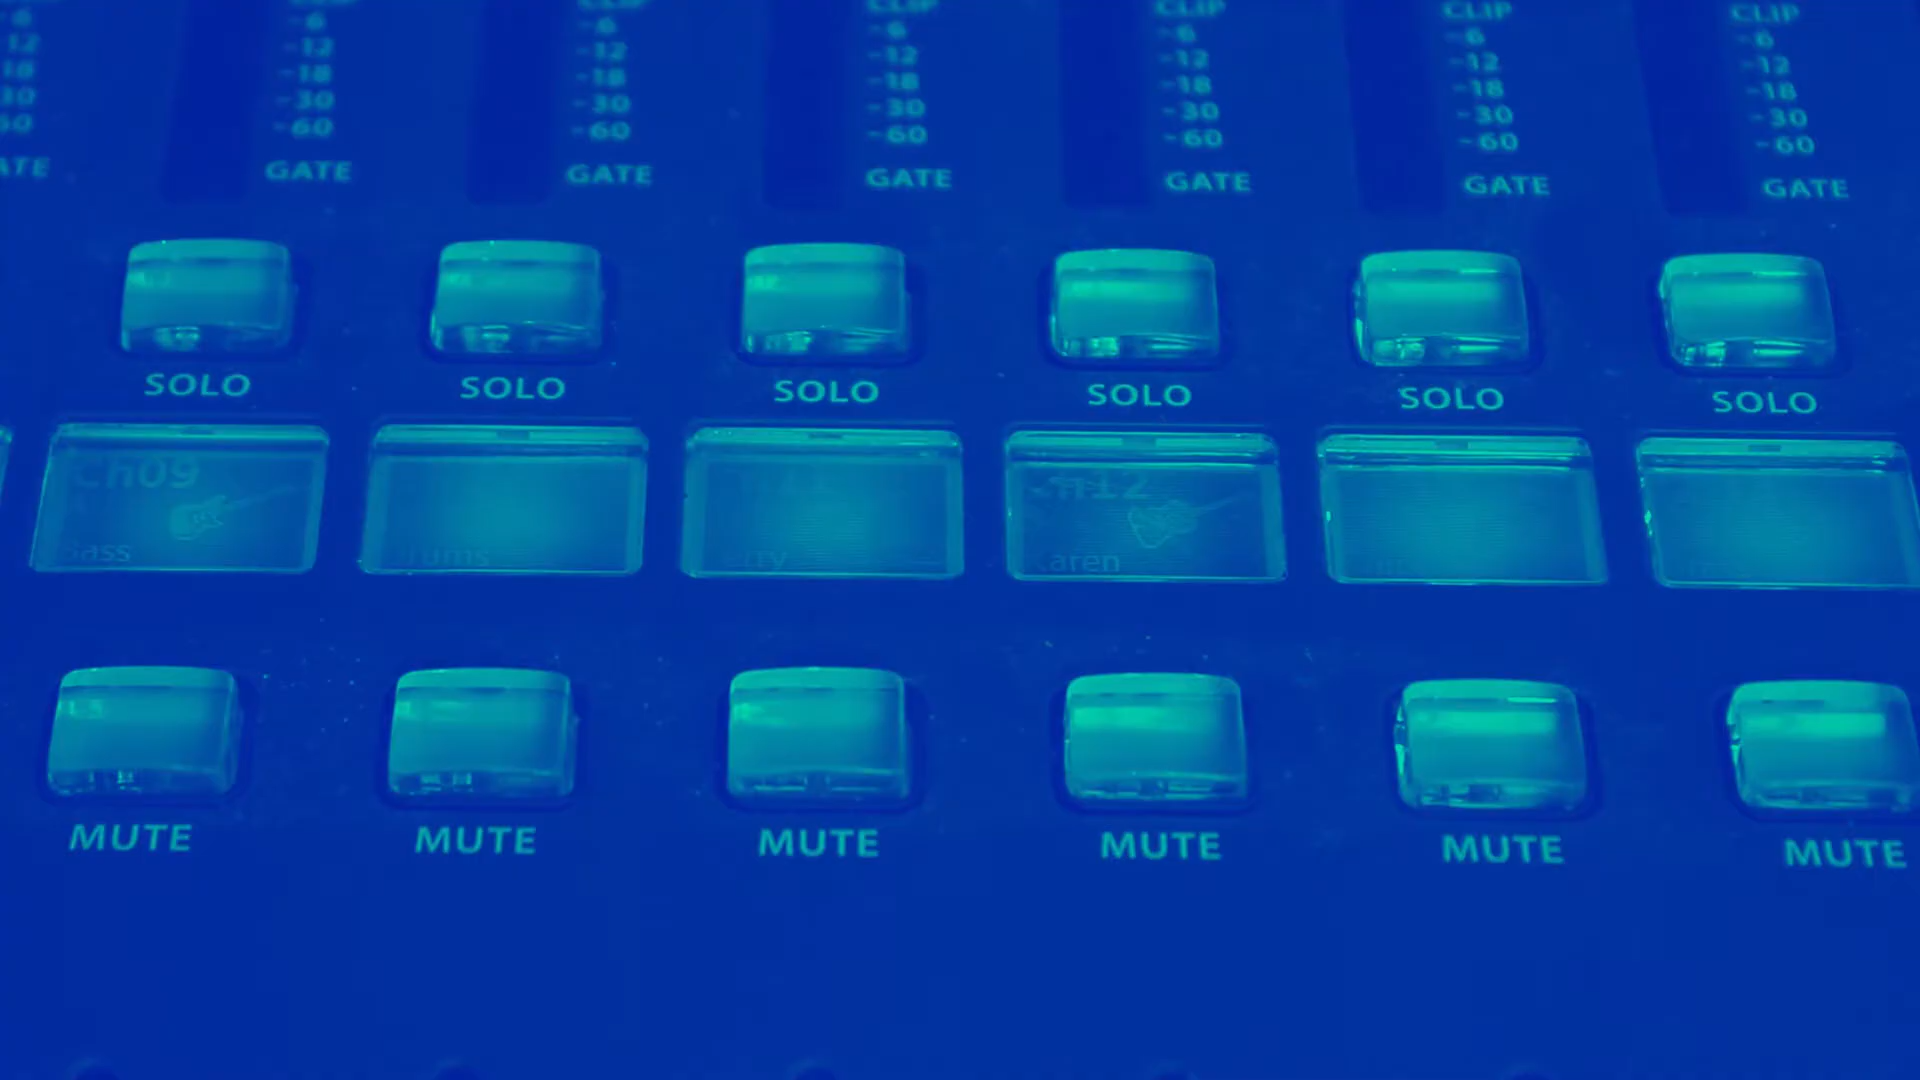 CLIP CLIP CLIP CLIP
-6 -6 -6 -6 -6 -6
-12 -12 -12 -12 -12 -12
-18 -18 -18 -18 -18 -18
-30 -30 -30 -30 -30 -30
-60 -60 -60 -60 -60 -60
GATE GATE GATE GATE GATE GATE
SOLO SOLO SOLO SOLO SOLO SOLO
Ch09
Bass
Karen
MUTE MUTE MUTE MUTE MUTE MUTE